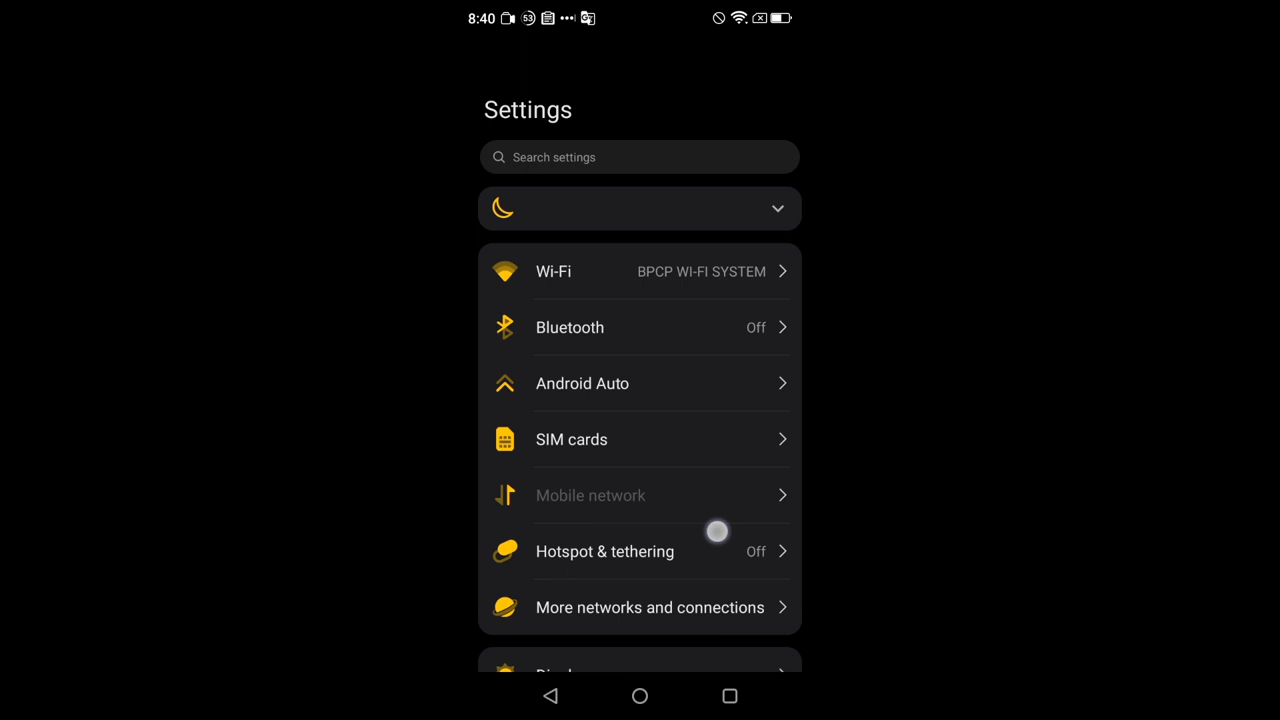 8:40 53
Settings
Search settings
Wi-Fi BPCP WI-FI SYSTEM
Bluetooth Off
Android Auto
SIM cards
Mobile network
Hotspot & tethering Off
More networks and connections